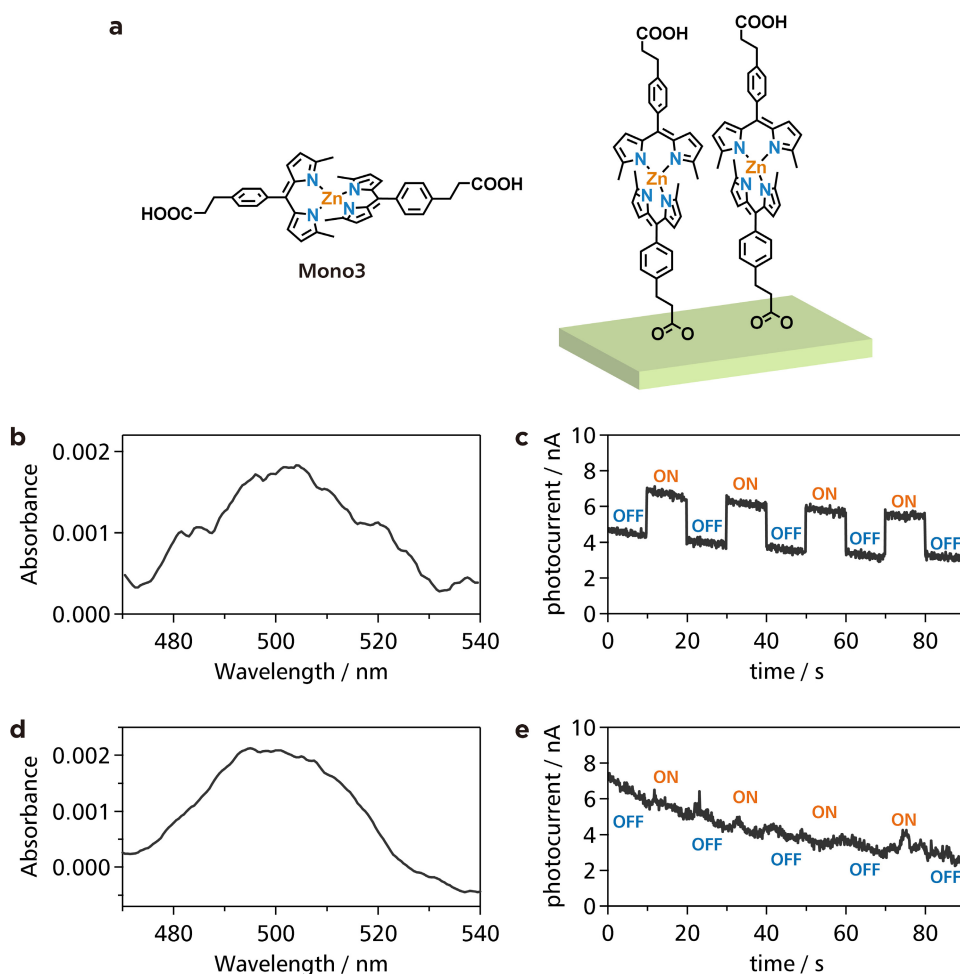 a
COOH
COOH
N
N
Zn
N
N
N
N
Zn
N
N
HOOC
N
N
Zn
N
N
COOH
Mono3
O
O
O
O
b
Absorbance
0.002
0.001
0.000
480
500
520
540
Wavelength / nm
c
photocurrent / nA
10
8
6
4
2
0
ON
ON
ON
ON
OFF
OFF
OFF
OFF
OFF
0
20
40
60
80
time / s
d
Absorbance
0.002
0.001
0.000
480
500
520
540
Wavelength / nm
e
photocurrent / nA
10
8
6
4
2
0
ON
ON
ON
ON
OFF
OFF
OFF
OFF
OFF
0
20
40
60
80
time / s